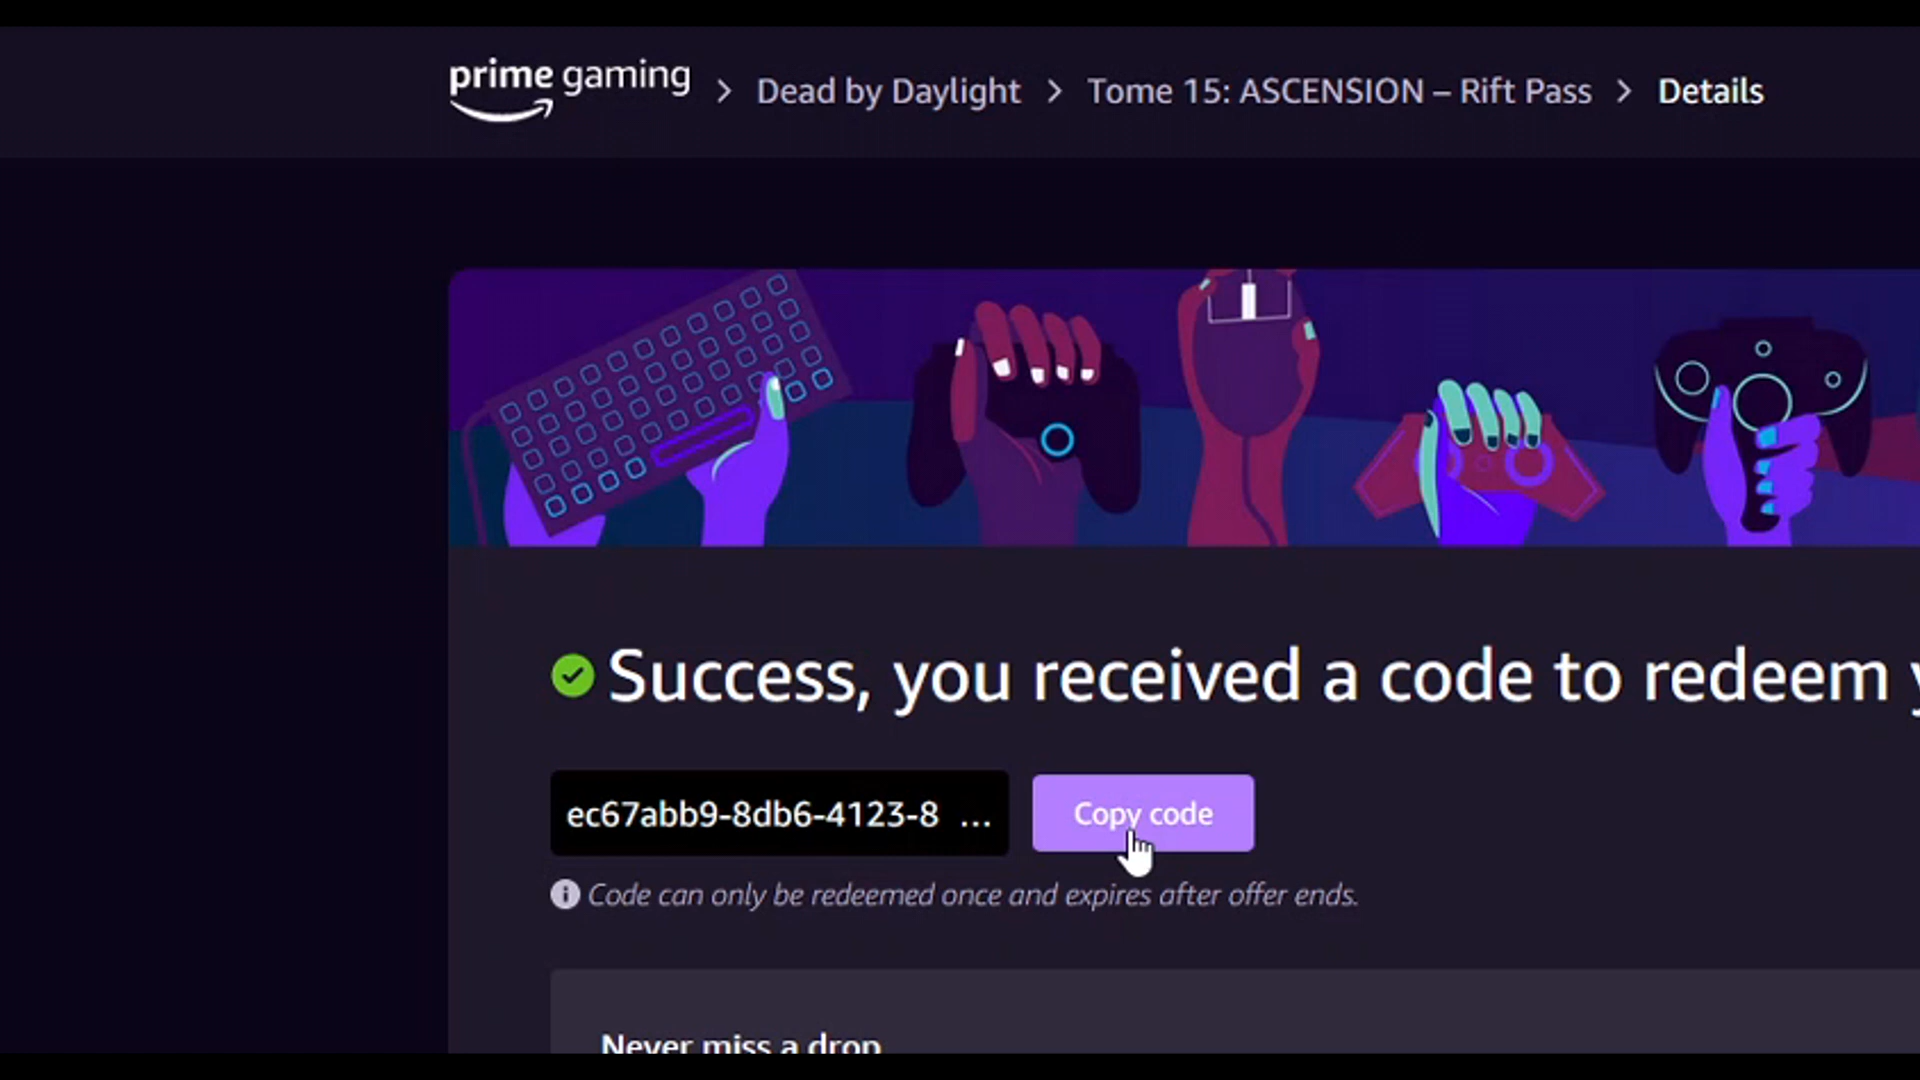 prime gaming > Dead by Daylight > Tome 15: ASCENSION – Rift Pass > Details
Success, you received a code to redeem
ec67abb9-8db6-4123-8 ...
Copy code
Code can only be redeemed once and expires after offer ends.
Never miss a drop